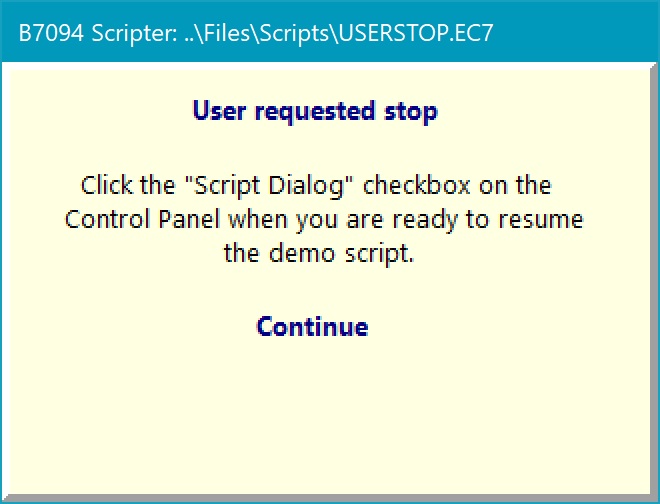 B7094 Scripter: ..\Files\Scripts\USERSTOP.EC7
User requested stop
Click the "Script Dialog" checkbox on the
Control Panel when you are ready to resume
the demo script.
Continue